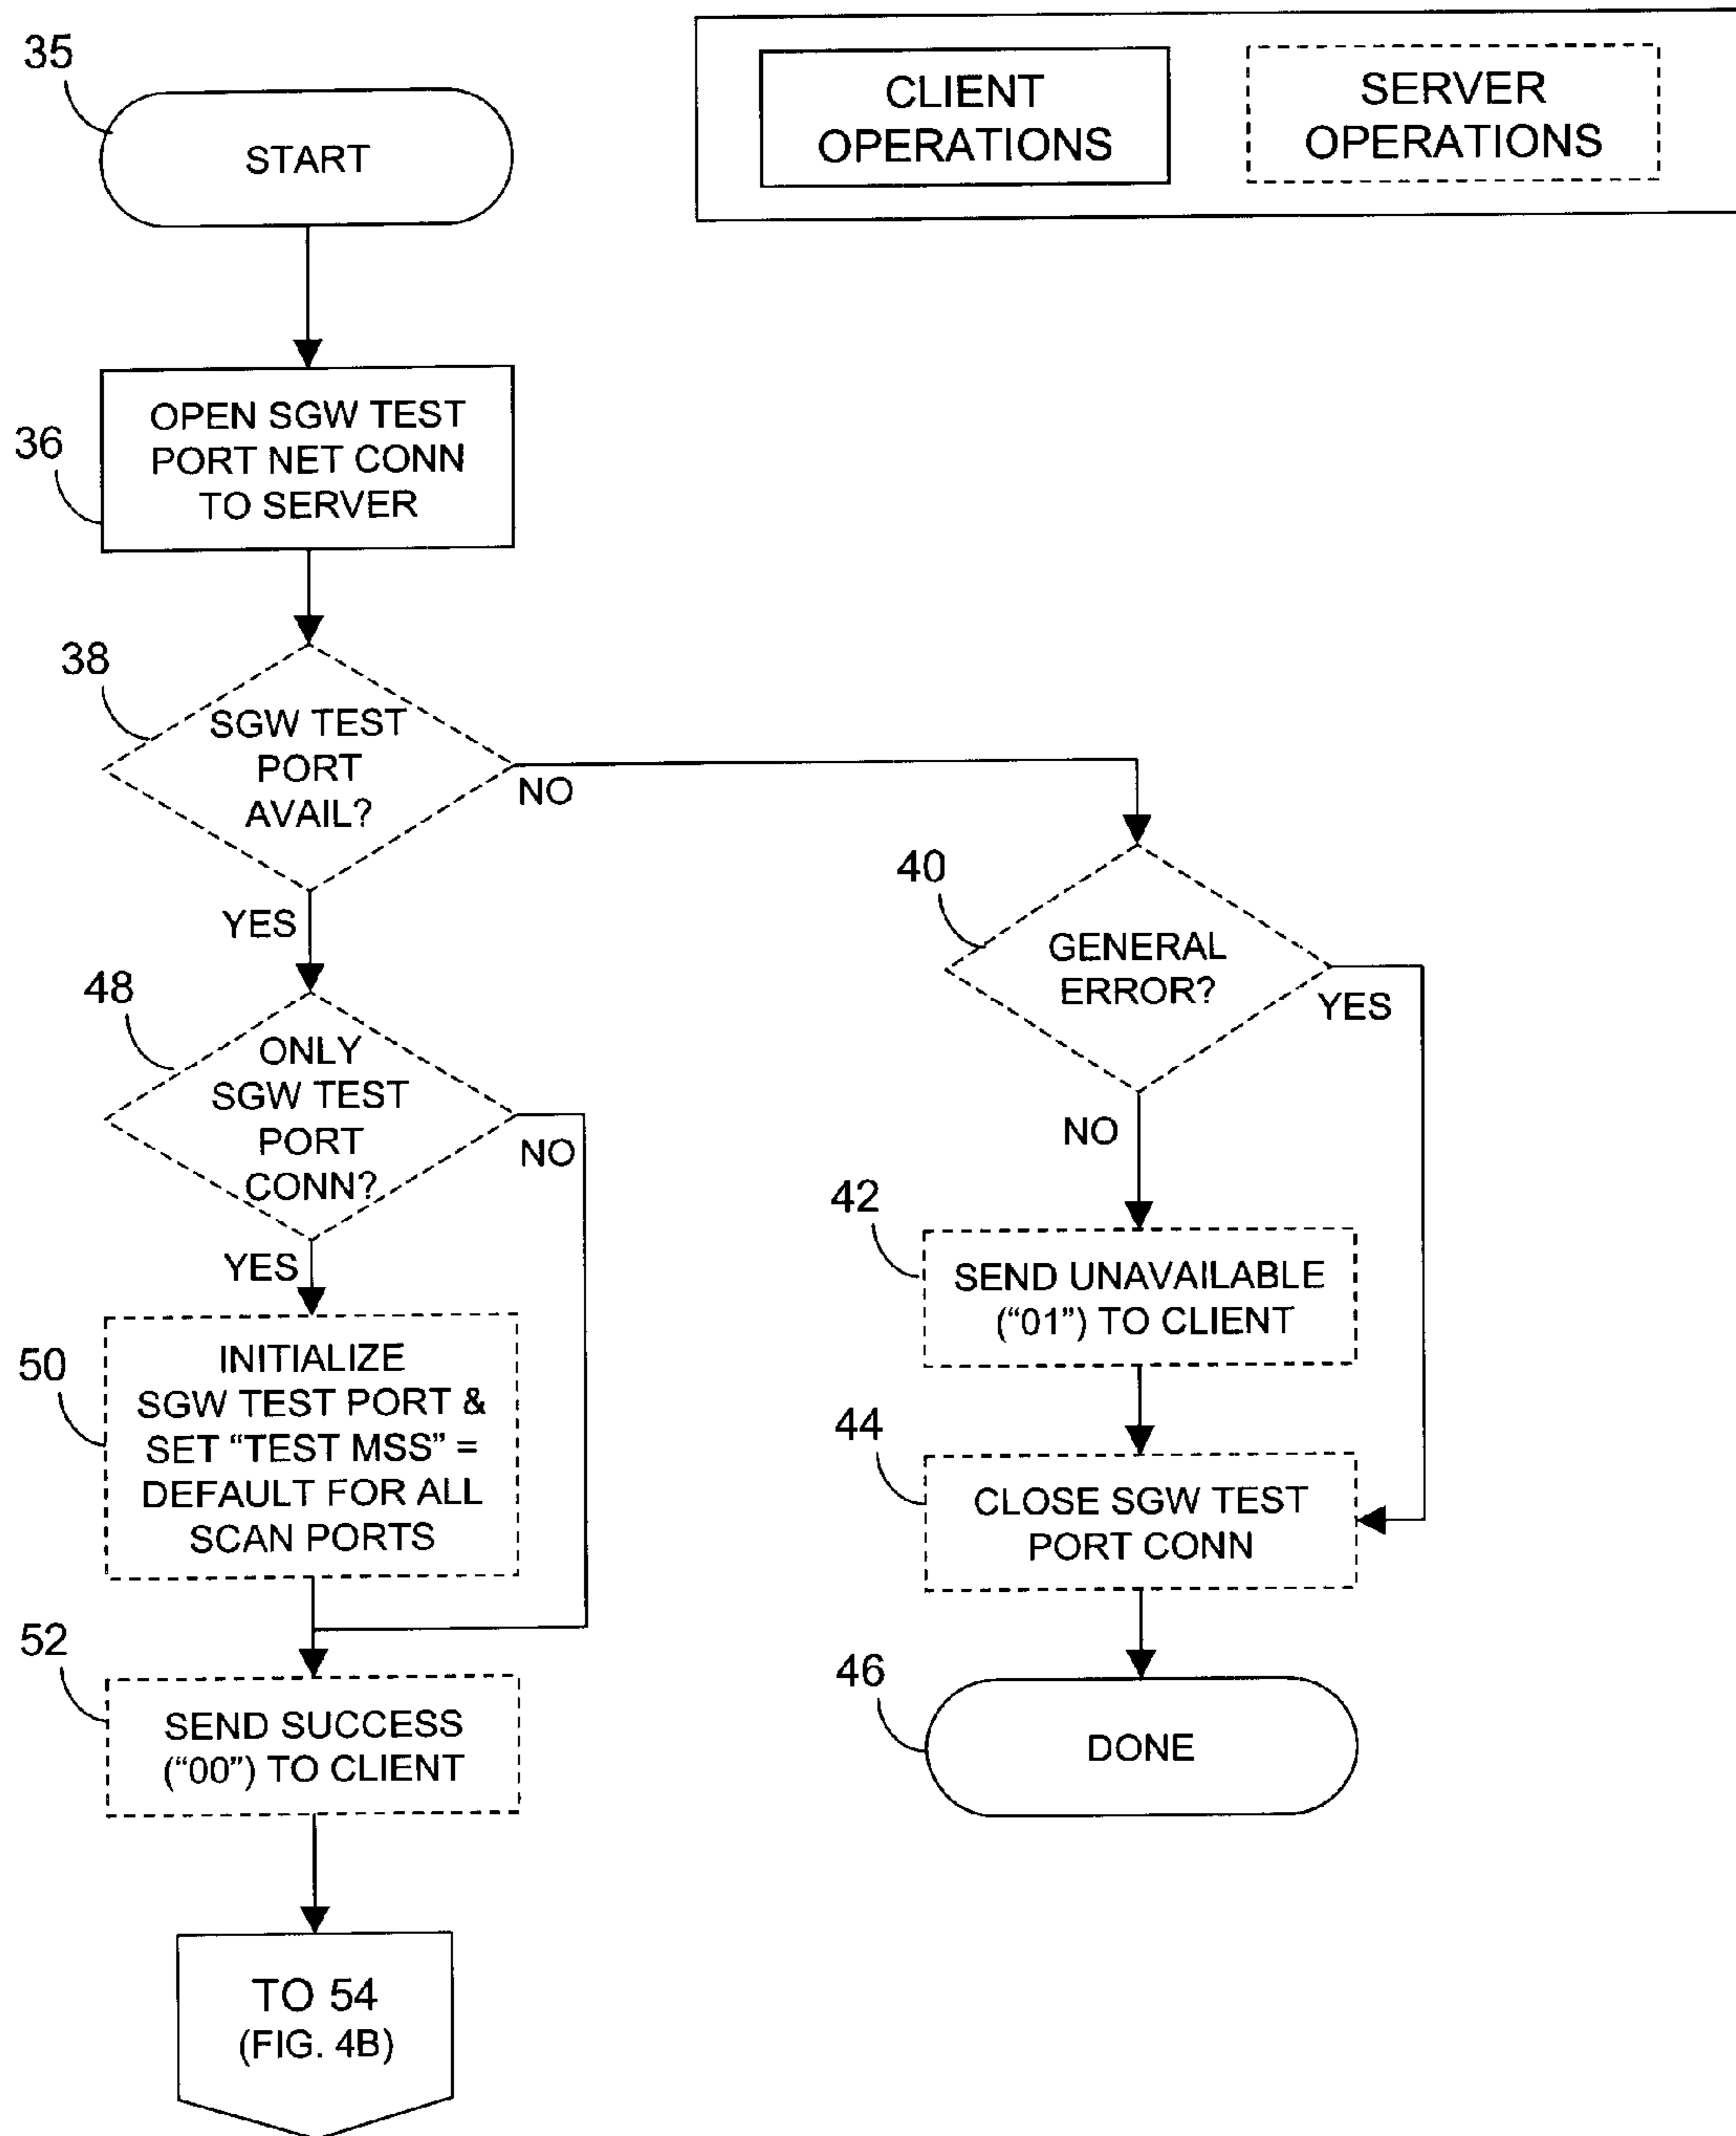 35
START
CLIENT
OPERATIONS
SERVER
OPERATIONS
36
OPEN SGW TEST
PORT NET CONN
TO SERVER
38
SGW TEST
PORT
AVAIL?
NO
YES
40
GENERAL
ERROR?
YES
NO
48
ONLY
SGW TEST
PORT
CONN?
NO
YES
42
SEND UNAVAILABLE
(“01”) TO CLIENT
50
INITIALIZE
SGW TEST PORT &
SET “TEST MSS” =
DEFAULT FOR ALL
SCAN PORTS
44
CLOSE SGW TEST
PORT CONN
52
SEND SUCCESS
(“00”) TO CLIENT
46
DONE
TO 54
(FIG. 4B)